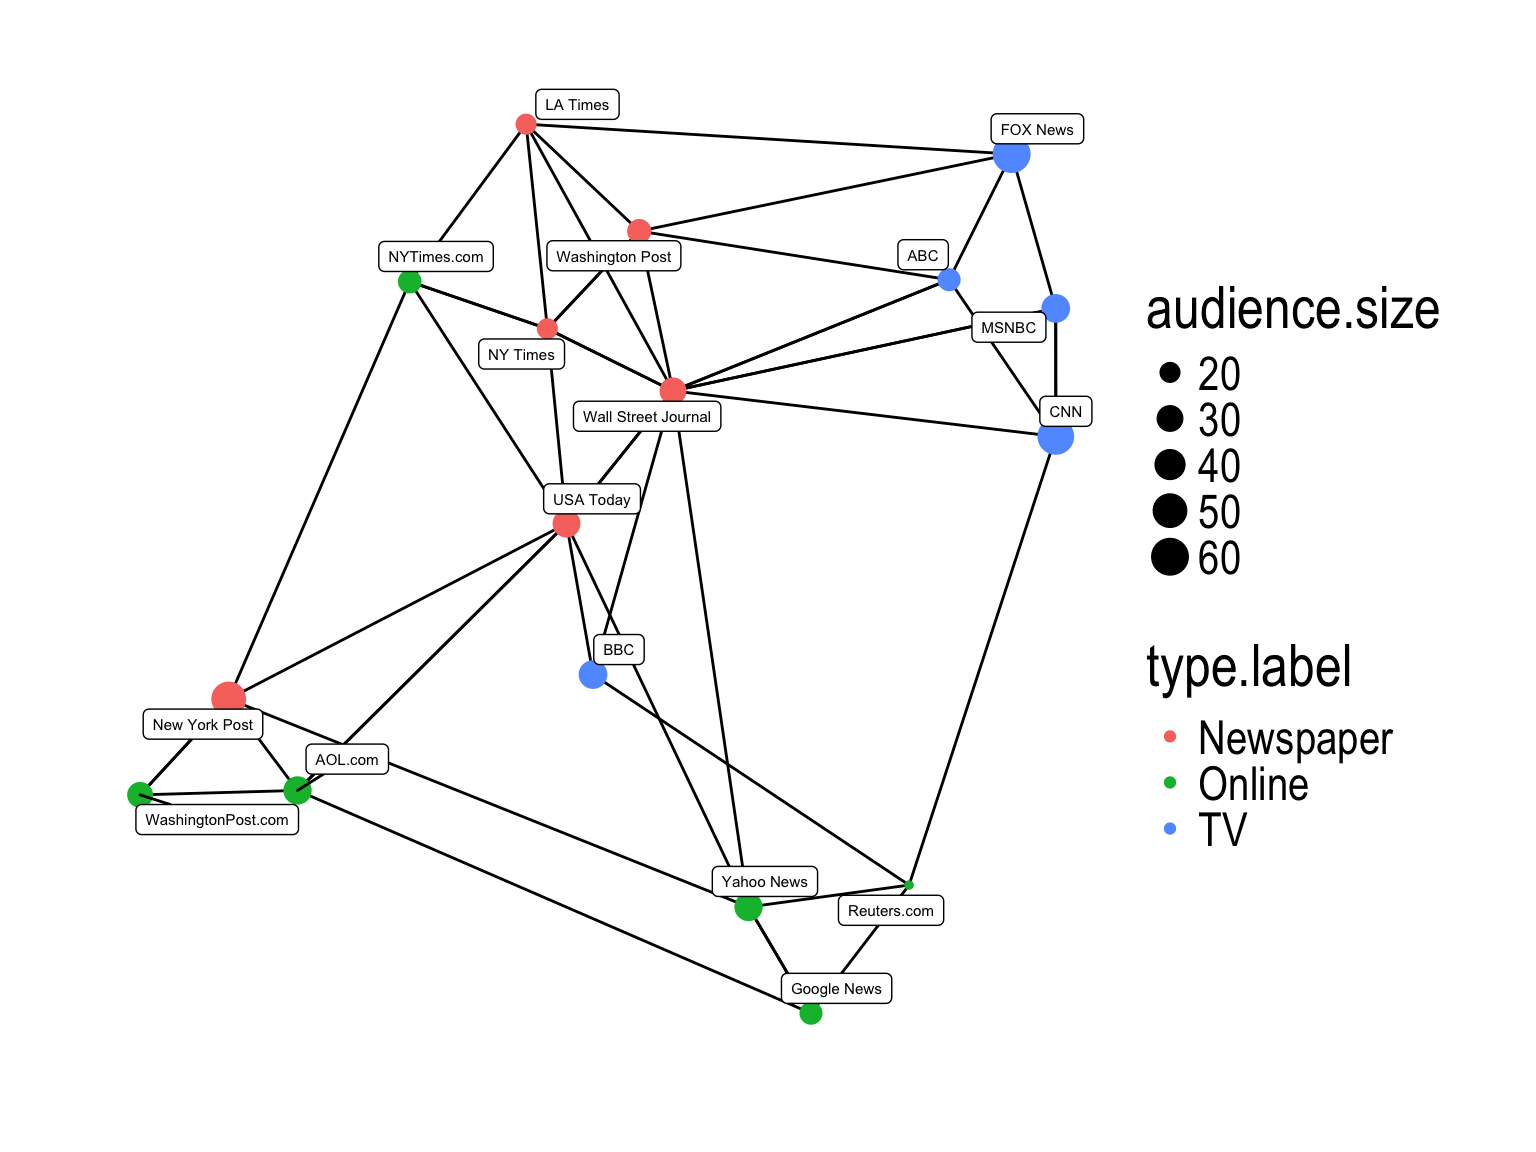 LA Times
FOX News
NYTimes.com
Washington Post
ABC
MSNBC
NY Times
CNN
Wall Street Journal
USA Today
BBC
New York Post
AOL.com
WashingtonPost.com
Yahoo News
Reuters.com
Google News
audience.size
20
30
40
50
60
type.label
Newspaper
Online
TV